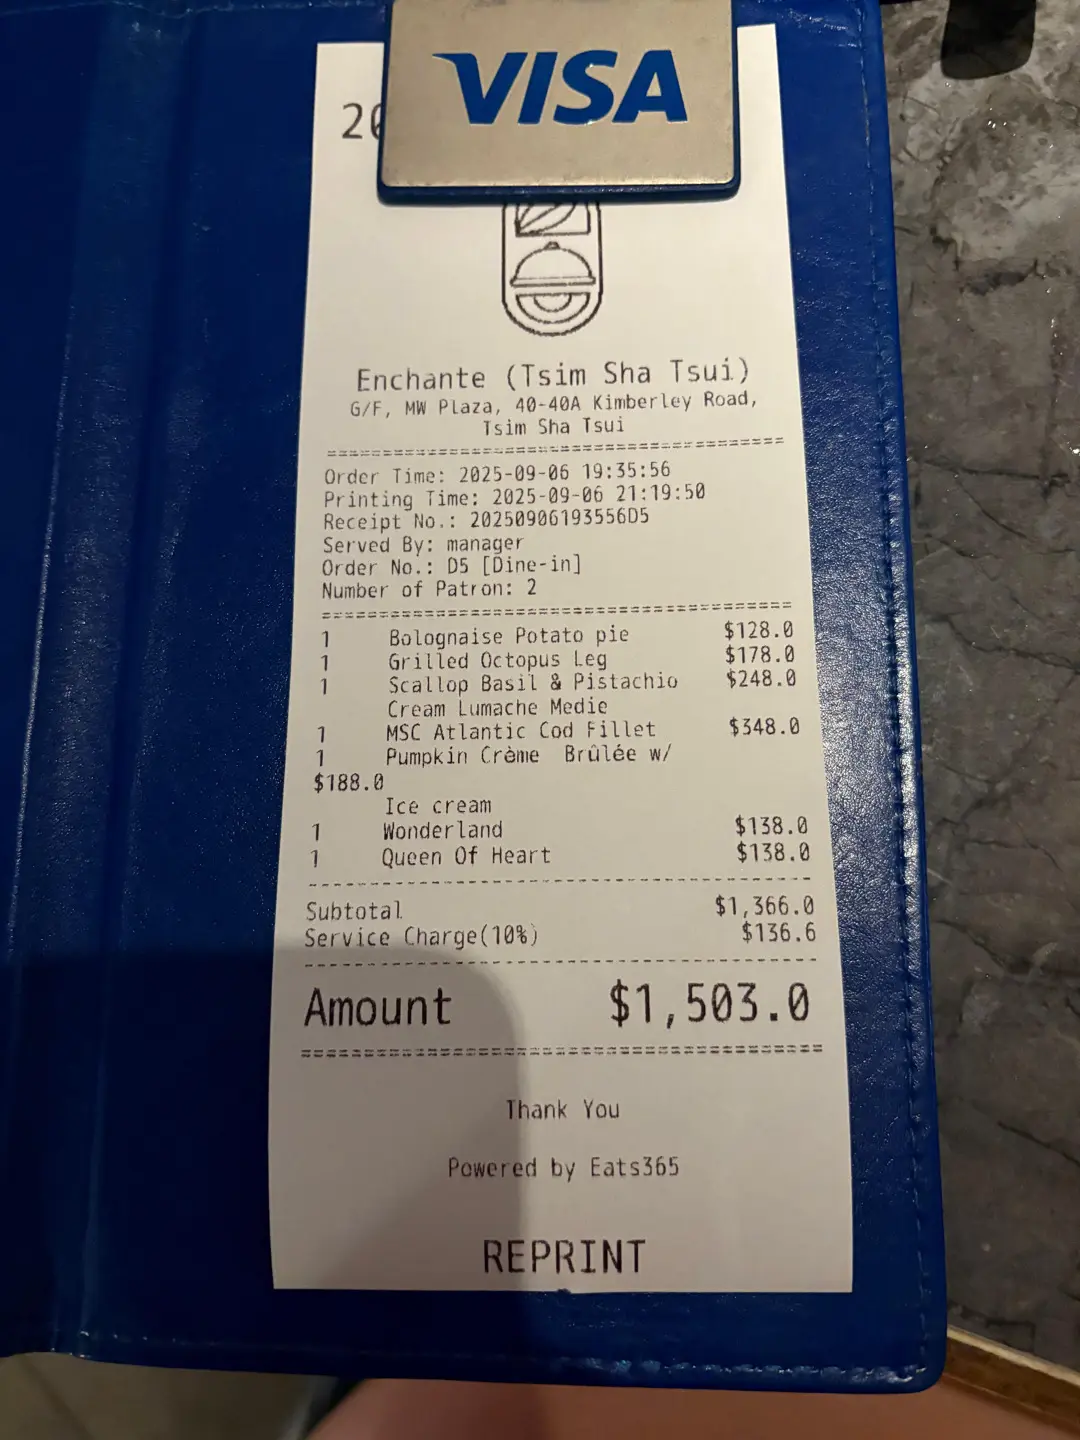 VISA
Enchante (Tsim Sha Tsui)
G/F, MW Plaza, 40-40A Kimberley Road,
Tsim Sha Tsui
Order Time: 2025-09-06 19:35:56
Printing Time: 2025-09-06 21:19:50
Receipt No.: 20250906193556D5
Served By: manager
Order No.: D5 [Dine-in]
Number of Patron: 2
1 Bolognaise Potato pie $128.0
1 Grilled Octopus Leg $178.0
1 Scallop Basil & Pistachio $248.0
Cream Lumache Medie
1 MSC Atlantic Cod Fillet $348.0
1 Pumpkin Crème Brûlée w/
$188.0
Ice cream
1 Wonderland $138.0
1 Queen Of Heart $138.0
Subtotal $1,366.0
Service Charge(10%) $136.6
Amount $1,503.0
Thank You
Powered by Eats365
REPRINT